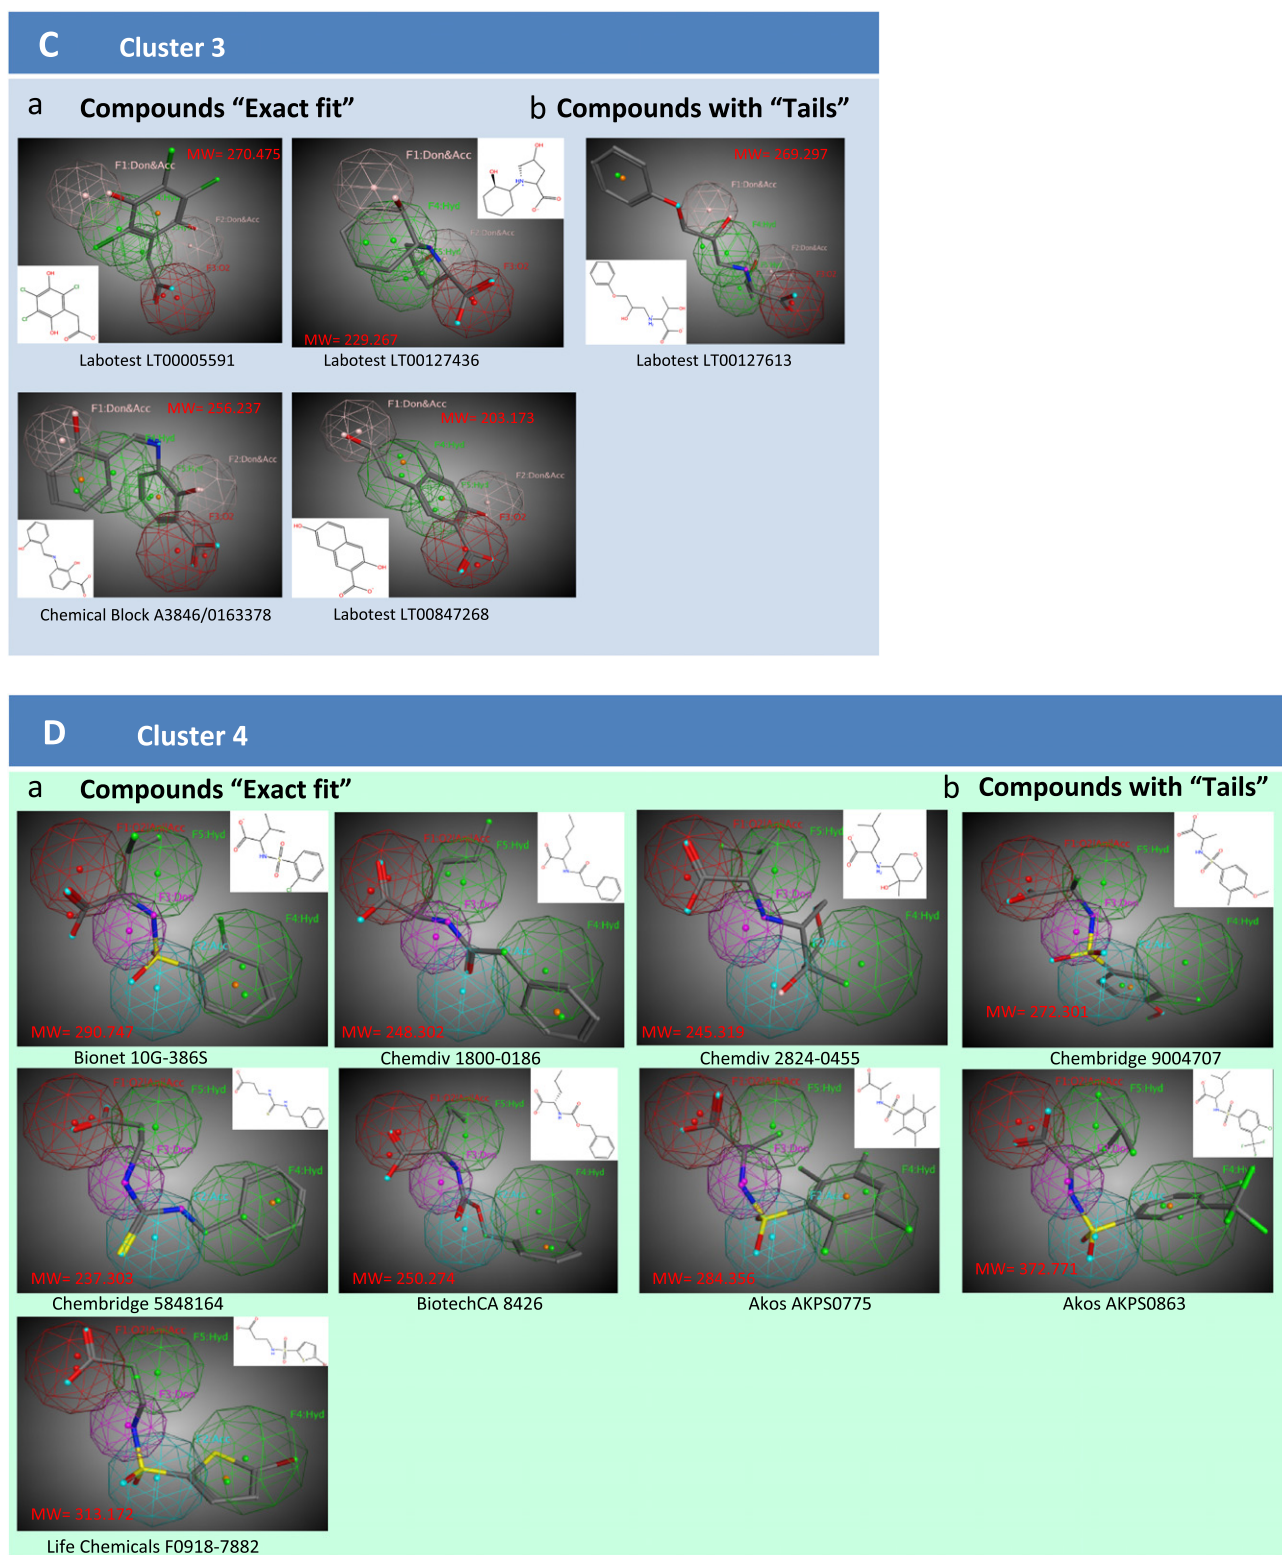 C Cluster 3
a Compounds “Exact fit”
b Compounds with “Tails”
MW= 270.475
F1:Don&Acc
F2:Don&Acc
F3:O2
Labotest LT00005591
F1:Don&Acc
F4:Hyd
F2:Don&Acc
F3:O2
MW= 229.267
Labotest LT00127436
MW= 269.297
F1:Don&Acc
F2:Don&Acc
Labotest LT00127613
F1:Don&Acc
F2:Don&Acc
F3:O2
Chemical Block A3846/0163378
F1:Don&Acc
MW= 203.173
F2:Don&Acc
F3:O2
Labotest LT00847268
D Cluster 4
a Compounds “Exact fit”
b Compounds with “Tails”
F5:Hyd
F3:Don
F4:Hyd
MW= 290.747
Bionet 10G-386S
F5:Hyd
F3:Don
F4:Hyd
MW= 248.302
Chemdiv 1800-0186
F5:Hyd
F3:Don
F4:Hyd
MW= 245.319
Chemdiv 2824-0455
F5:Hyd
F4:Hyd
MW= 272.301
Chembridge 9004707
F5:Hyd
F3:Don
F4:Hyd
Chembridge 5848164
F5:Hyd
F3:Don
F4:Hyd
MW= 250.274
BiotechCA 8426
F5:Hyd
F3:Don
F4:Hyd
MW= 284.356
Akos AKPS0775
F5:Hyd
MW= 372.771
Akos AKPS0863
F5:Hyd
F3:Don
F4:Hyd
MW= 313.172
Life Chemicals F0918-7882